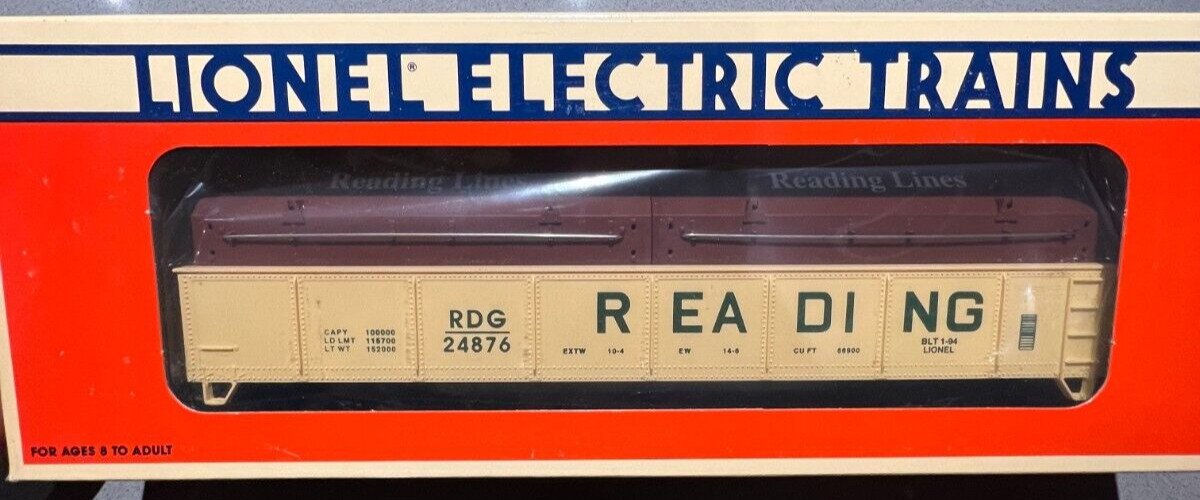 LIONEL® ELECTRIC TRAINS
Reading Lines Reading Lines
CAPY 100000
LD LMT 115700
LT WT 152000
RDG
24876
READING
EXTW 10-4 EW 14-6 CU FT 66900
BLT 1-94
LIONEL
FOR AGES 8 TO ADULT